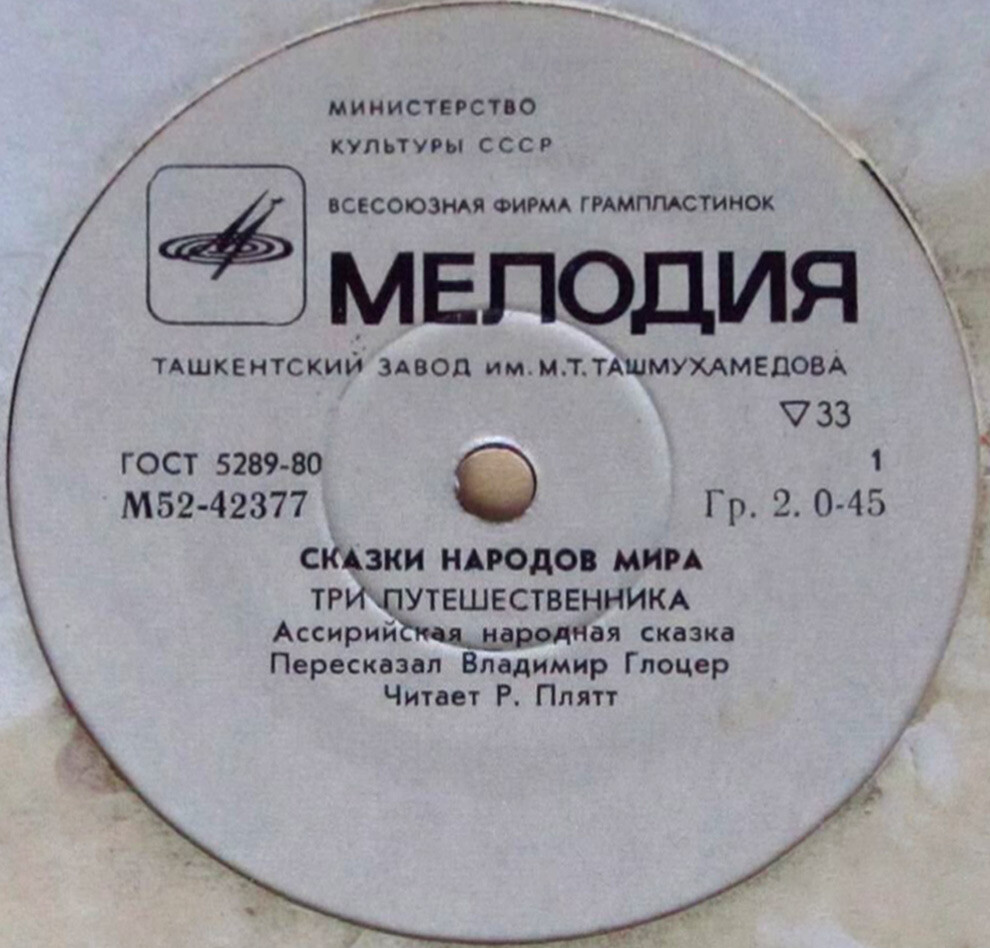 МИНИСТЕРСТВО
КУЛЬТУРЫ СССР
ВСЕСОЮЗНАЯ ФИРМА ГРАМПЛАСТИНОК
МЕЛОДИЯ
ТАШКЕНТСКИЙ ЗАВОД ИМ. М.Т. ТАШМУХАМЕДОВА
▽33
ГОСТ 5289-80 1
М52-42377 Гр. 2. 0-45
СКАЗКИ НАРОДОВ МИРА
ТРИ ПУТЕШЕСТВЕННИКА
Ассирийская народная сказка
Пересказал Владимир Глоцер
Читает Р. Плятт